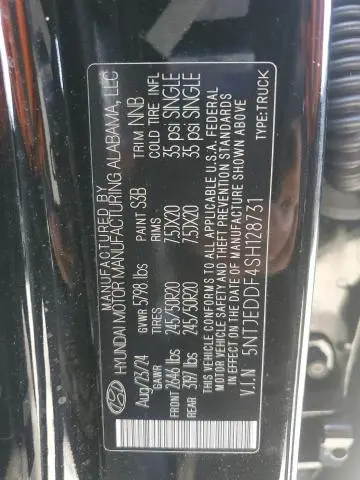 MANUFACTURED BY
HYUNDAI MOTOR MANUFACTURING ALABAMA, LLC
Aug/23/24 GVWR 5798 lbs PAINT S3B TRIM NNB
GAWR TIRES RIMS COLD TIRE INFL
FRONT 2646 lbs 245/50R20 7.5JX20 35 psi SINGLE
REAR 3197 lbs 245/50R20 7.5JX20 35 psi SINGLE
THIS VEHICLE CONFORMS TO ALL APPLICABLE U.S.A. FEDERAL
MOTOR VEHICLE SAFETY AND THEFT PREVENTION STANDARDS
IN EFFECT ON THE DATE OF MANUFACTURE SHOWN ABOVE
V.I.N 5NTJEDDF4SH128731 TYPE:TRUCK